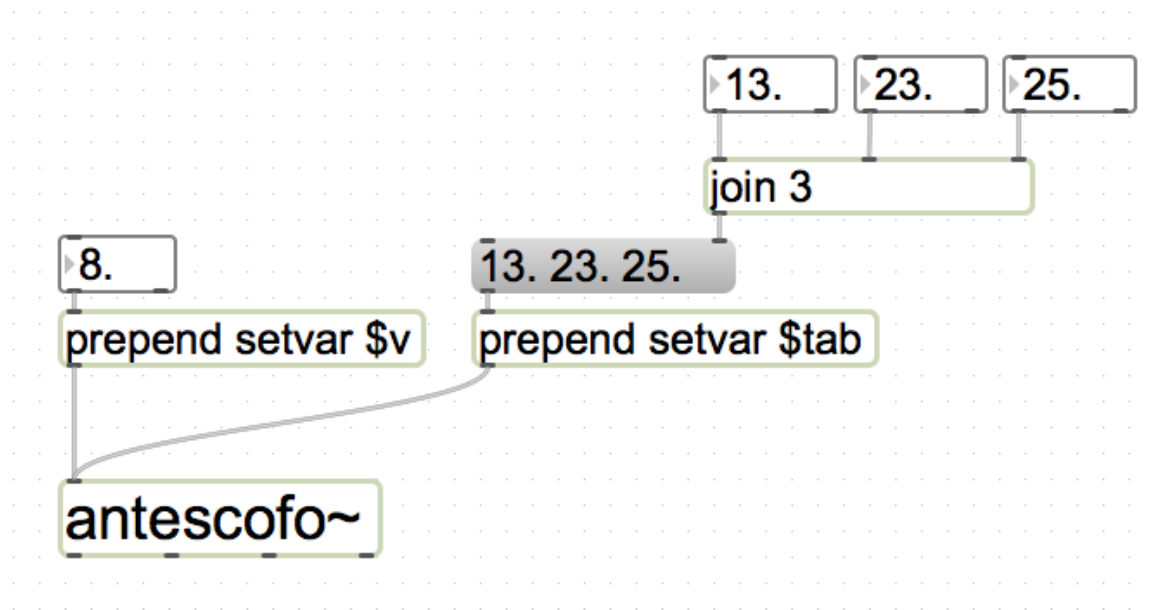 13.
23.
25.
join 3
8.
13. 23. 25.
prepend setvar $v
prepend setvar $tab
antescofo~